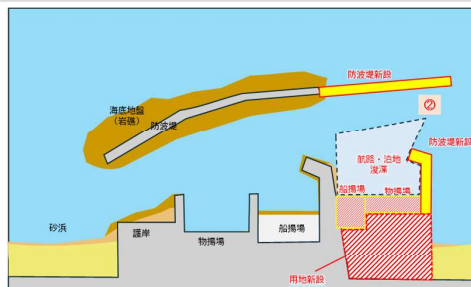 防波堤新設
②
海底地盤
（岩礁）
防波堤
防波堤新設
航路・泊地
浚渫
船揚場
物揚場
砂浜
護岸
物揚場
船揚場
用地新設